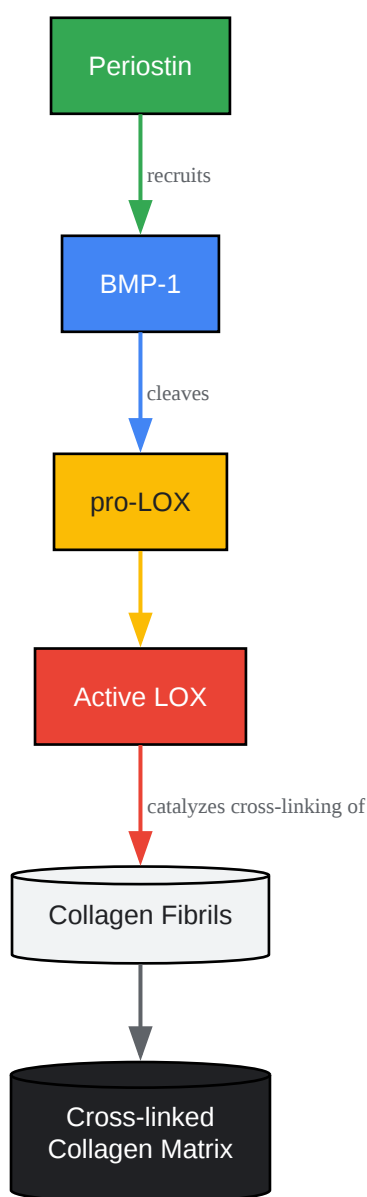 Periostin
recruits
BMP-1
cleaves
pro-LOX
Active LOX
catalyzes cross-linking of
Collagen Fibrils
Cross-linked
Collagen Matrix